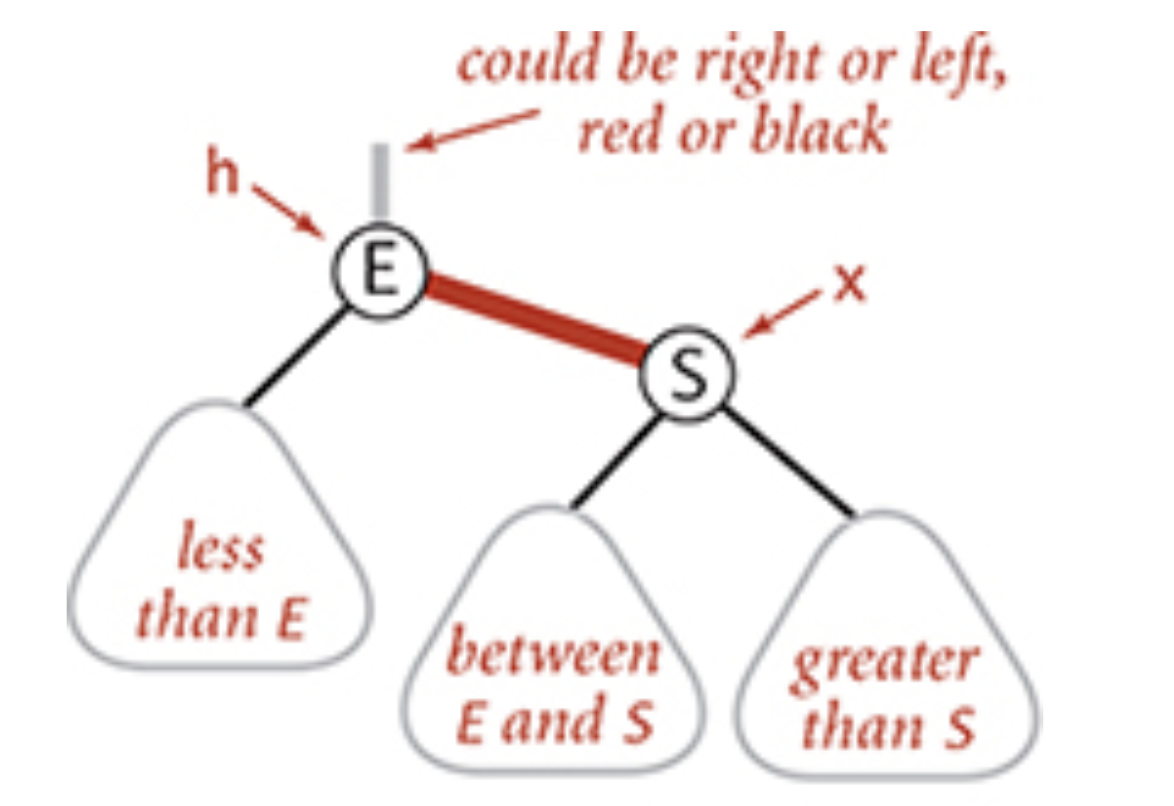 could be right or left,
red or black
h
E
x
S
less
than E
between
E and S
greater
than S